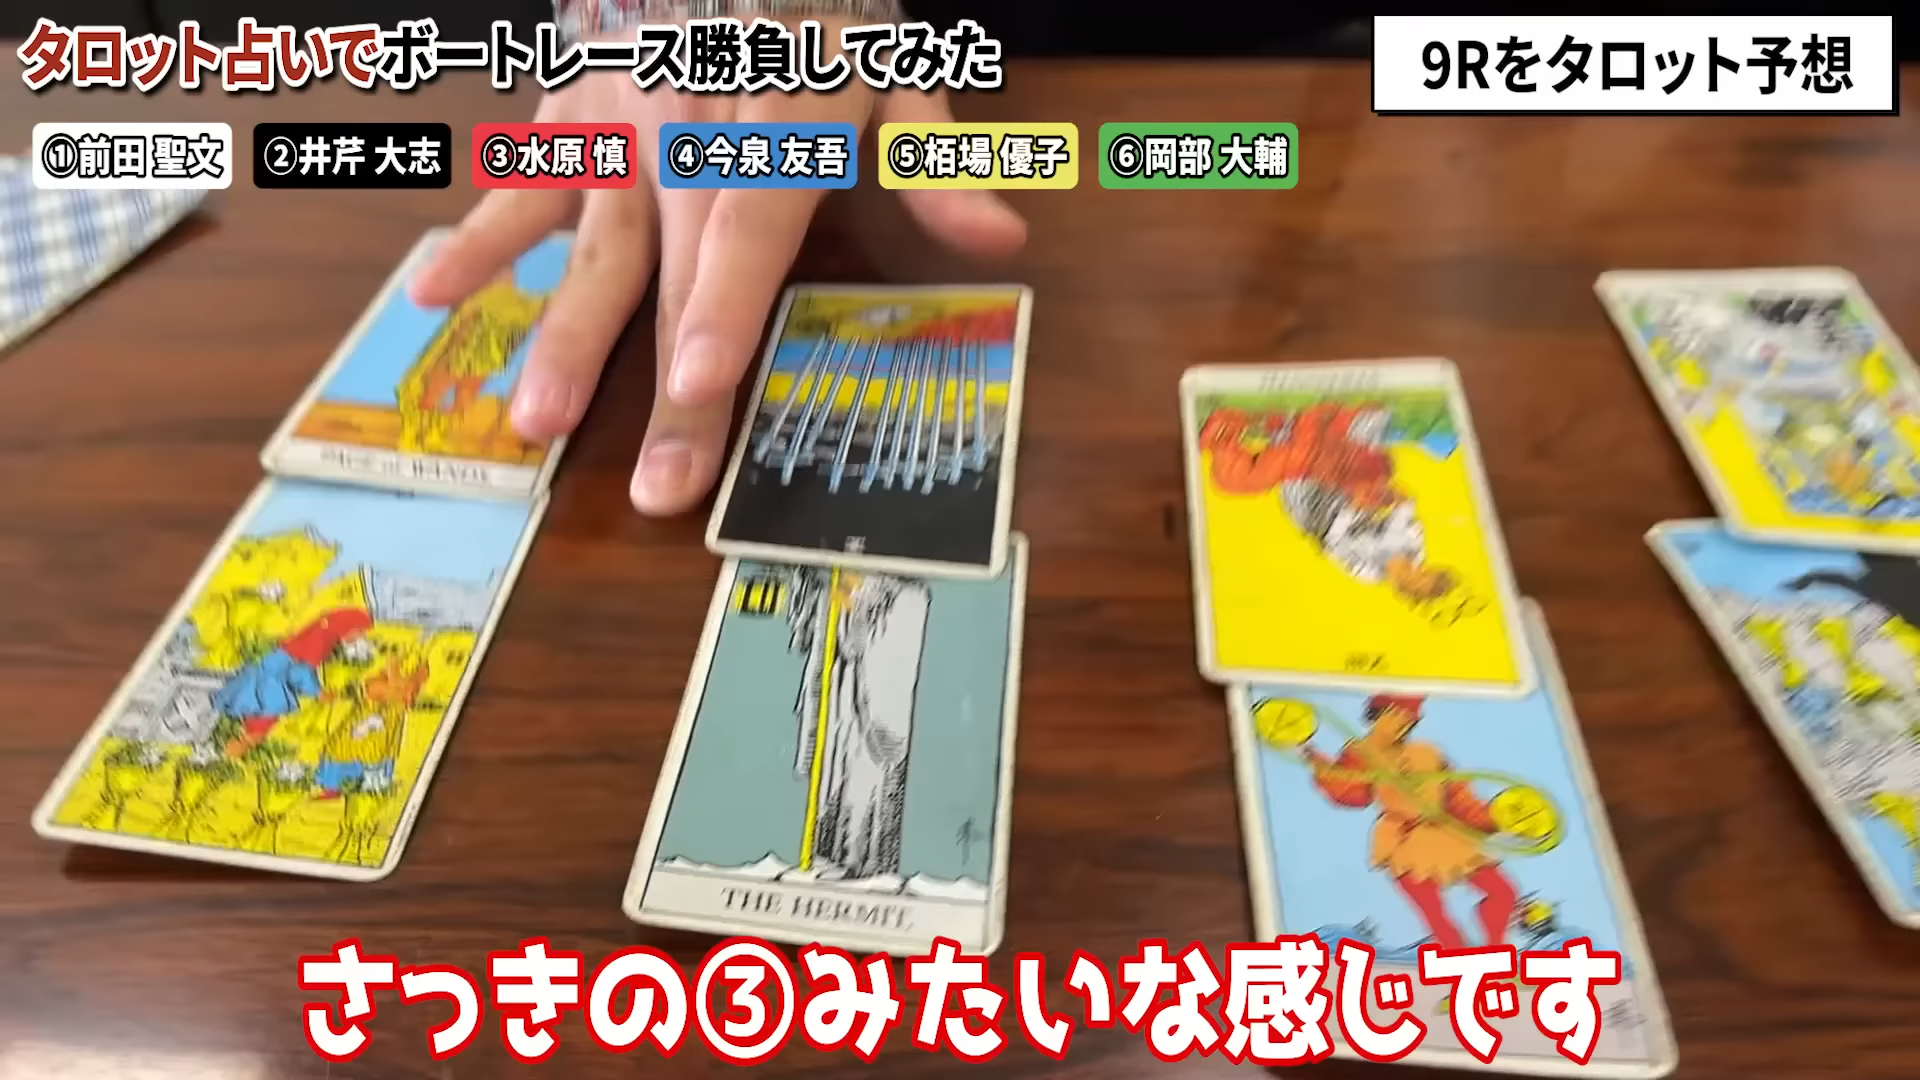 タロット占いでボートレース勝負してみた
9Rをタロット予想
①前田 聖文
②井芹 大志
③水原 慎
④今泉 友吾
⑤栢場 優子
⑥岡部 大輔
THE HERMIT.
さっきの③みたいな感じです